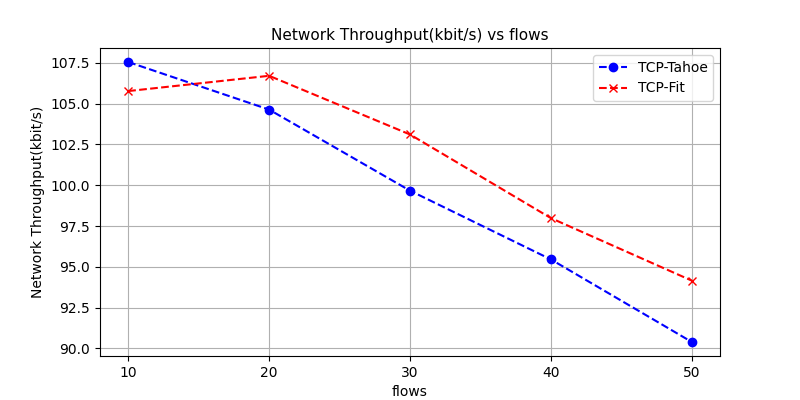 Network Throughput(kbit/s) vs flows
TCP-Tahoe
TCP-Fit
Network Throughput(kbit/s)
107.5
105.0
102.5
100.0
97.5
95.0
92.5
90.0
10 20 30 40 50
flows